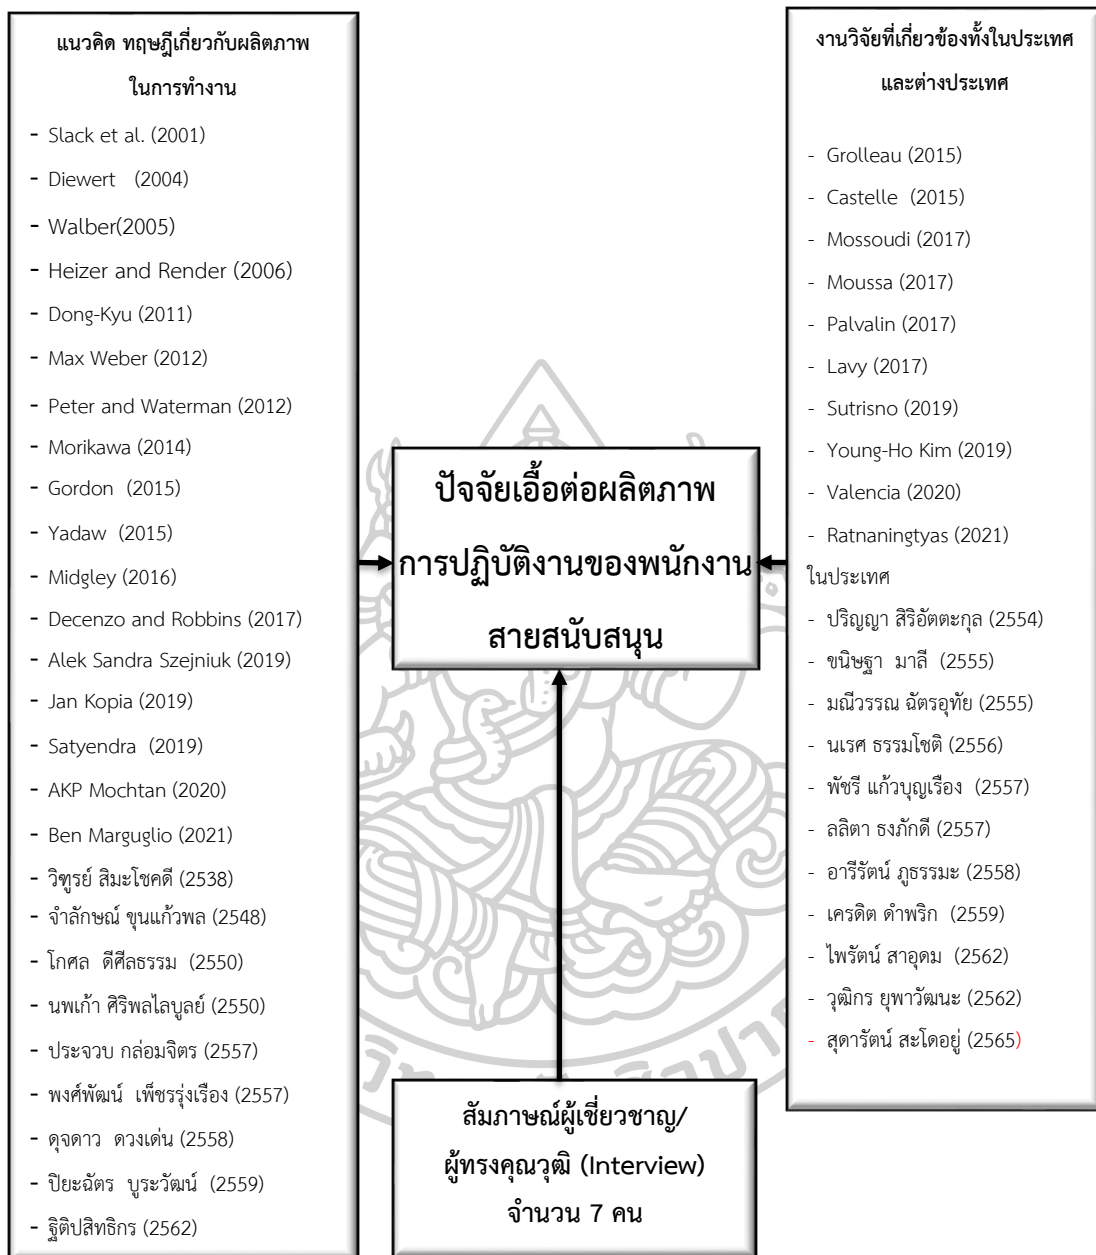 แนวคิด ทฤษฎีเกี่ยวกับผลิตภาพ
ในการทำงาน
- Slack et al. (2001)
- Diewert (2004)
- Walber(2005)
- Heizer and Render (2006)
- Dong-Kyu (2011)
- Max Weber (2012)
- Peter and Waterman (2012)
- Morikawa (2014)
- Gordon (2015)
- Yadaw (2015)
- Midgley (2016)
- Decenzo and Robbins (2017)
- Alek Sandra Szejniuk (2019)
- Jan Kopia (2019)
- Satyendra (2019)
- AKP Mochtan (2020)
- Ben Marguglio (2021)
- วิฑูรย์ สิมะโชคดี (2538)
- จำลักษณ์ ขุนแก้วพล (2548)
- โกศล ดีศีลธรรม (2550)
- นพเก้า ศิริพลไลบูลย์ (2550)
- ประจวบ กล่อมจิตร (2557)
- พงศ์พัฒน์ เพ็ชรรุ่งเรือง (2557)
- ดุจดาว ดวงเด่น (2558)
- ปิยะฉัตร บูระวัฒน์ (2559)
- ฐิติปสิทธิกร (2562)
ปัจจัยเอื้อต่อผลิตภาพ
การปฏิบัติงานของพนักงาน
สายสนับสนุน
สัมภาษณ์ผู้เชี่ยวชาญ/
ผู้ทรงคุณวุฒิ (Interview)
จำนวน 7 คน
งานวิจัยที่เกี่ยวข้องทั้งในประเทศ
และต่างประเทศ
- Grolleau (2015)
- Castelle (2015)
- Mossoudi (2017)
- Moussa (2017)
- Palvalin (2017)
- Lavy (2017)
- Sutrisno (2019)
- Young-Ho Kim (2019)
- Valencia (2020)
- Ratnaningtyas (2021)
ในประเทศ
- ปริญญา สิริอัตตะกุล (2554)
- ขนิษฐา มาลี (2555)
- มณีวรรณ ฉัตรอุทัย (2555)
- นเรศ ธรรมโชติ (2556)
- พัชรี แก้วบุญเรือง (2557)
- ลลิตา ธงภักดี (2557)
- อารีรัตน์ ภูธรรมะ (2558)
- เครดิต ดำพริก (2559)
- ไพรัตน์ สาอุดม (2562)
- วุฒิกร ยุพาวัฒนะ (2562)
- สุดารัตน์ สะโดอยู่ (2565)